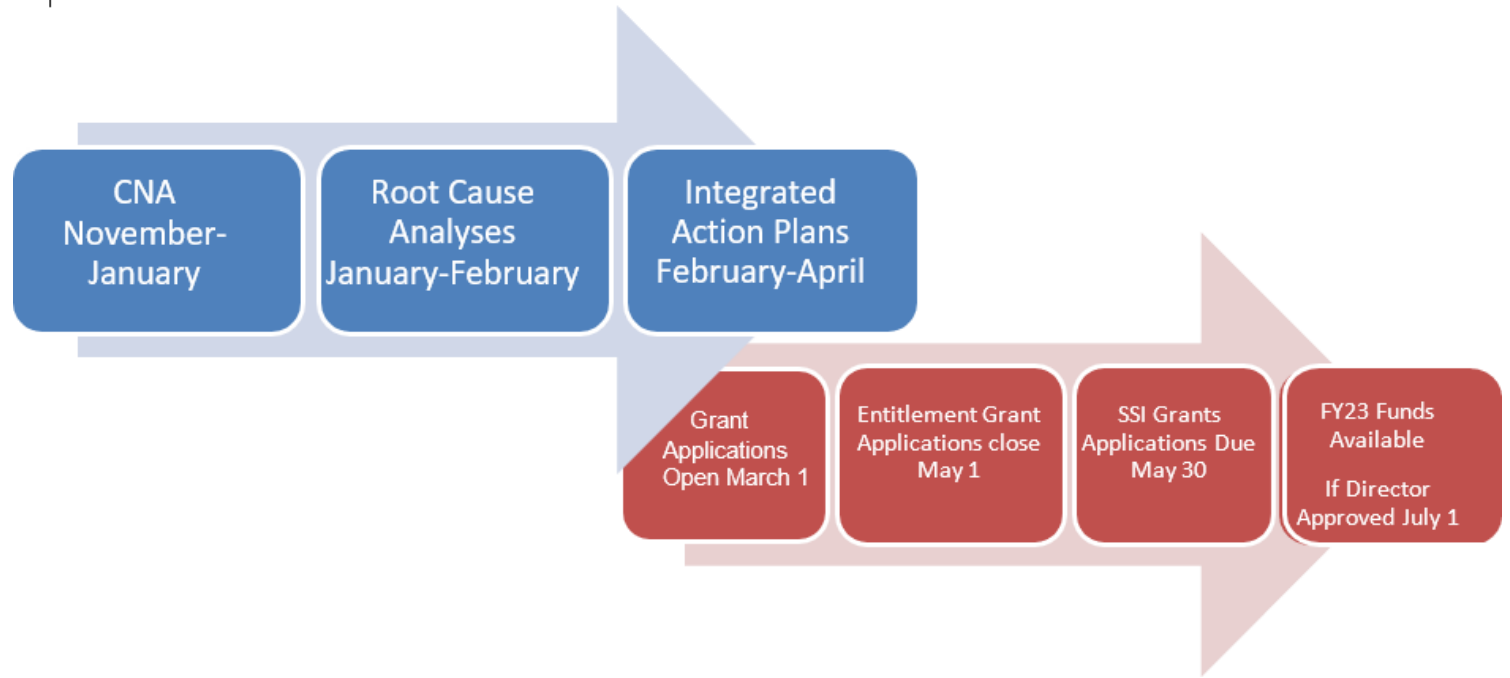 CNA
November-
January
Root Cause
Analyses
January-February
Integrated
Action Plans
February-April
Grant
Applications
Open March 1
Entitlement Grant
Applications close
May 1
SSI Grants
Applications Due
May 30
FY23 Funds
Available
If Director
Approved July 1